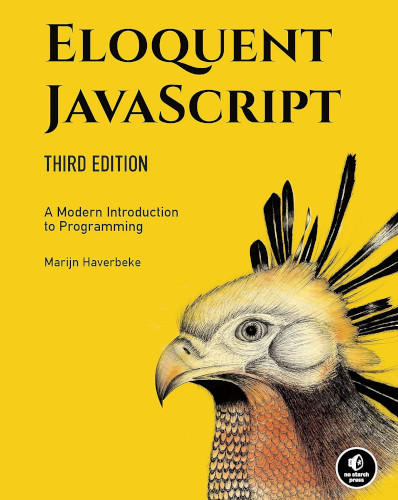 ELOQUENT
JAVASCRIPT
THIRD EDITION
A Modern Introduction
to Programming
Marijn Haverbeke
no starch
press